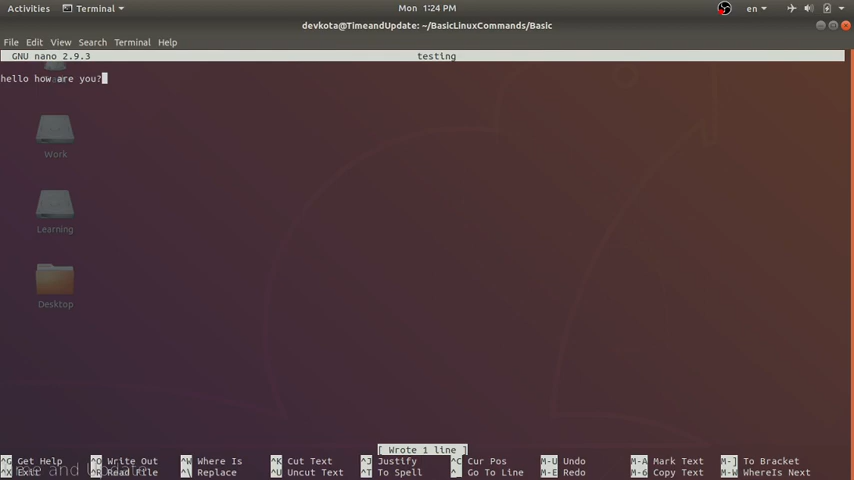 Activities Terminal Mon 1:24 PM en
devkota@TimeandUpdate: ~/BasicLinuxCommands/Basic
File Edit View Search Terminal Help
GNU nano 2.9.3 testing
hello how are you?
Work
Learning
Desktop
[ Wrote 1 line ]
^G Get Help ^O Write Out ^W Where Is ^K Cut Text ^J Justify ^C Cur Pos M-U Undo M-A Mark Text M-] To Bracket
^X Exit ^R Read File ^\ Replace ^U Uncut Text ^T To Spell ^_ Go To Line M-E Redo M-6 Copy Text M-W WhereIs Next
Time and Update